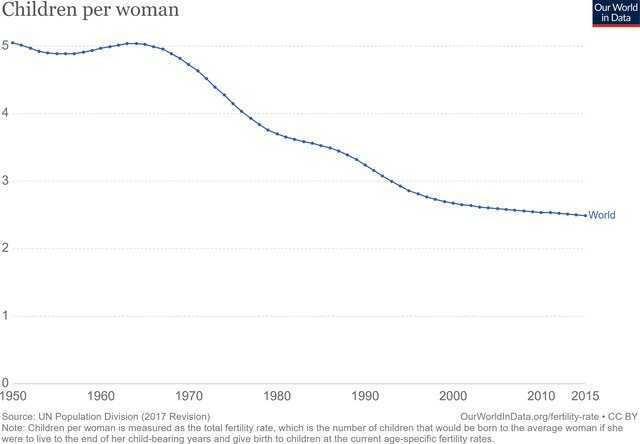 Children per woman
Our World
in Data
5
4
3
2
1
0
World
1950 1960 1970 1980 1990 2000 2010 2015
Source: UN Population Division (2017 Revision) OurWorldInData.org/fertility-rate • CC BY
Note: Children per woman is measured as the total fertility rate, which is the number of children that would be born to the average woman if she
were to live to the end of her child-bearing years and give birth to children at the current age-specific fertility rates.